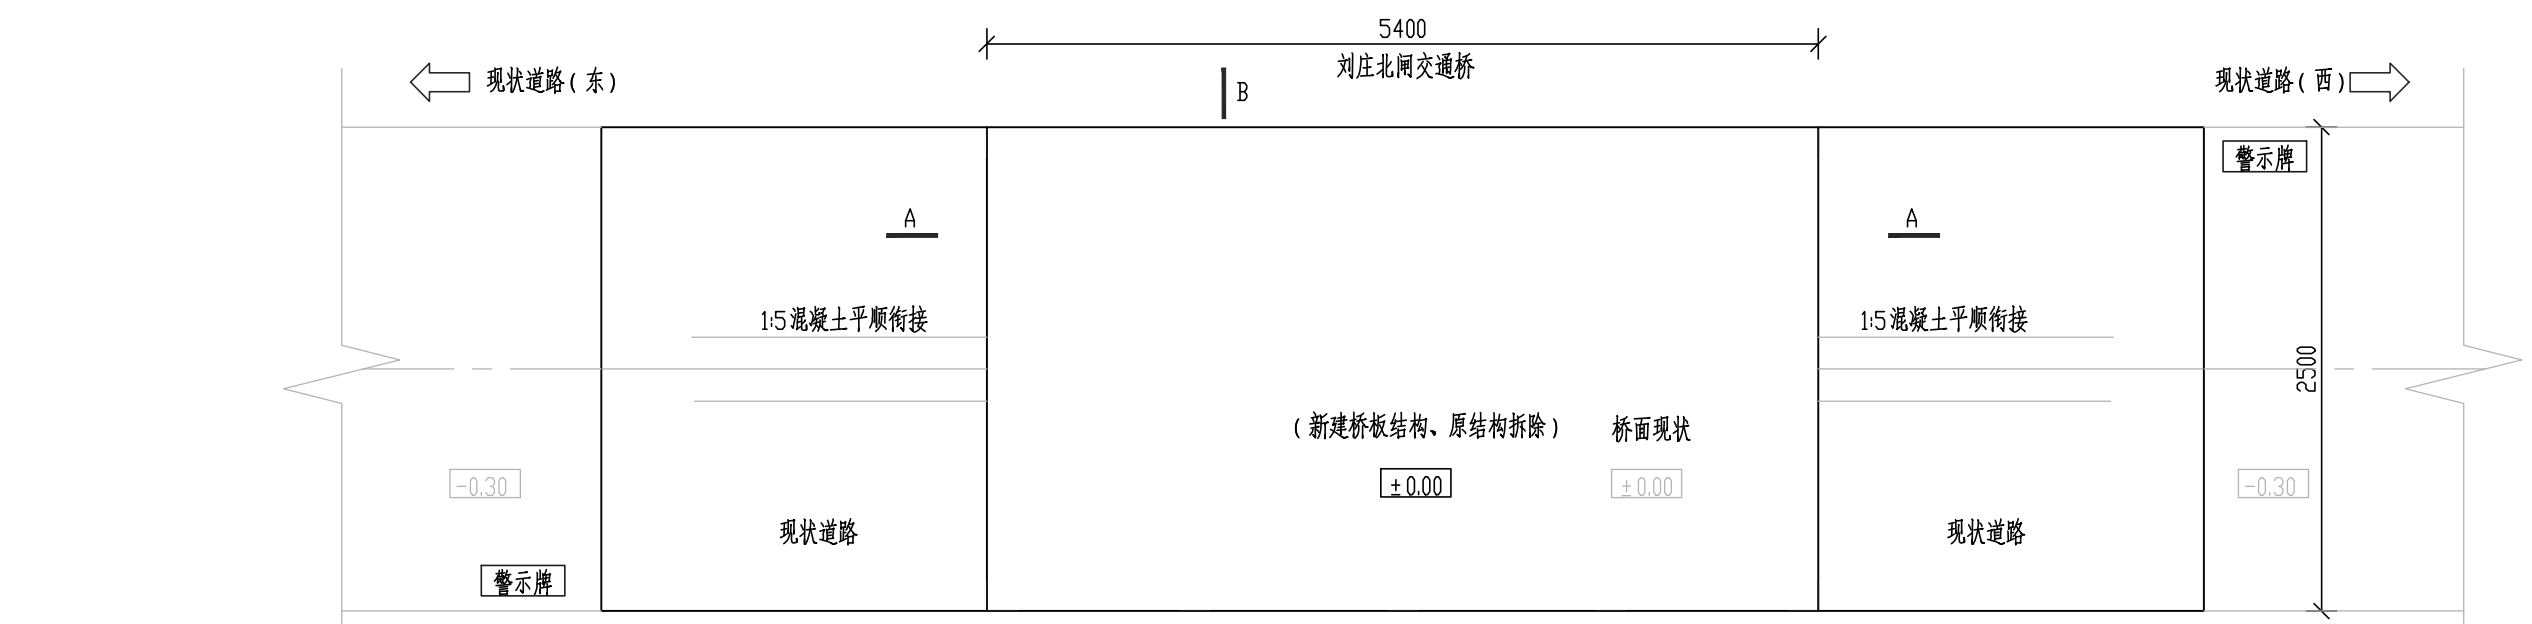 5400
刘庄北闸交通桥
现状道路(东)
B
现状道路(西)
警示牌
A
A
1:5混凝土平顺衔接
1:5混凝土平顺衔接
2500
(新建桥板结构、原结构拆除)
桥面现状
-0.30
±0.00
±0.00
-0.30
现状道路
现状道路
警示牌